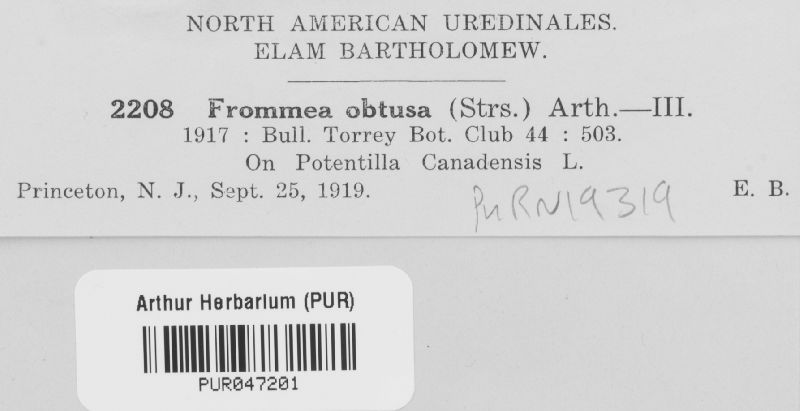 NORTH AMERICAN UREDINALES.
ELAM BARTHOLOMEW.
2208 Frommea obtusa (Strs.) Arth.—III.
1917 : Bull. Torrey Bot. Club 44 : 503.
On Potentilla Canadensis L.
Princeton, N. J., Sept. 25, 1919. PURN19319 E. B.
Arthur Herbarium (PUR)
PUR047201